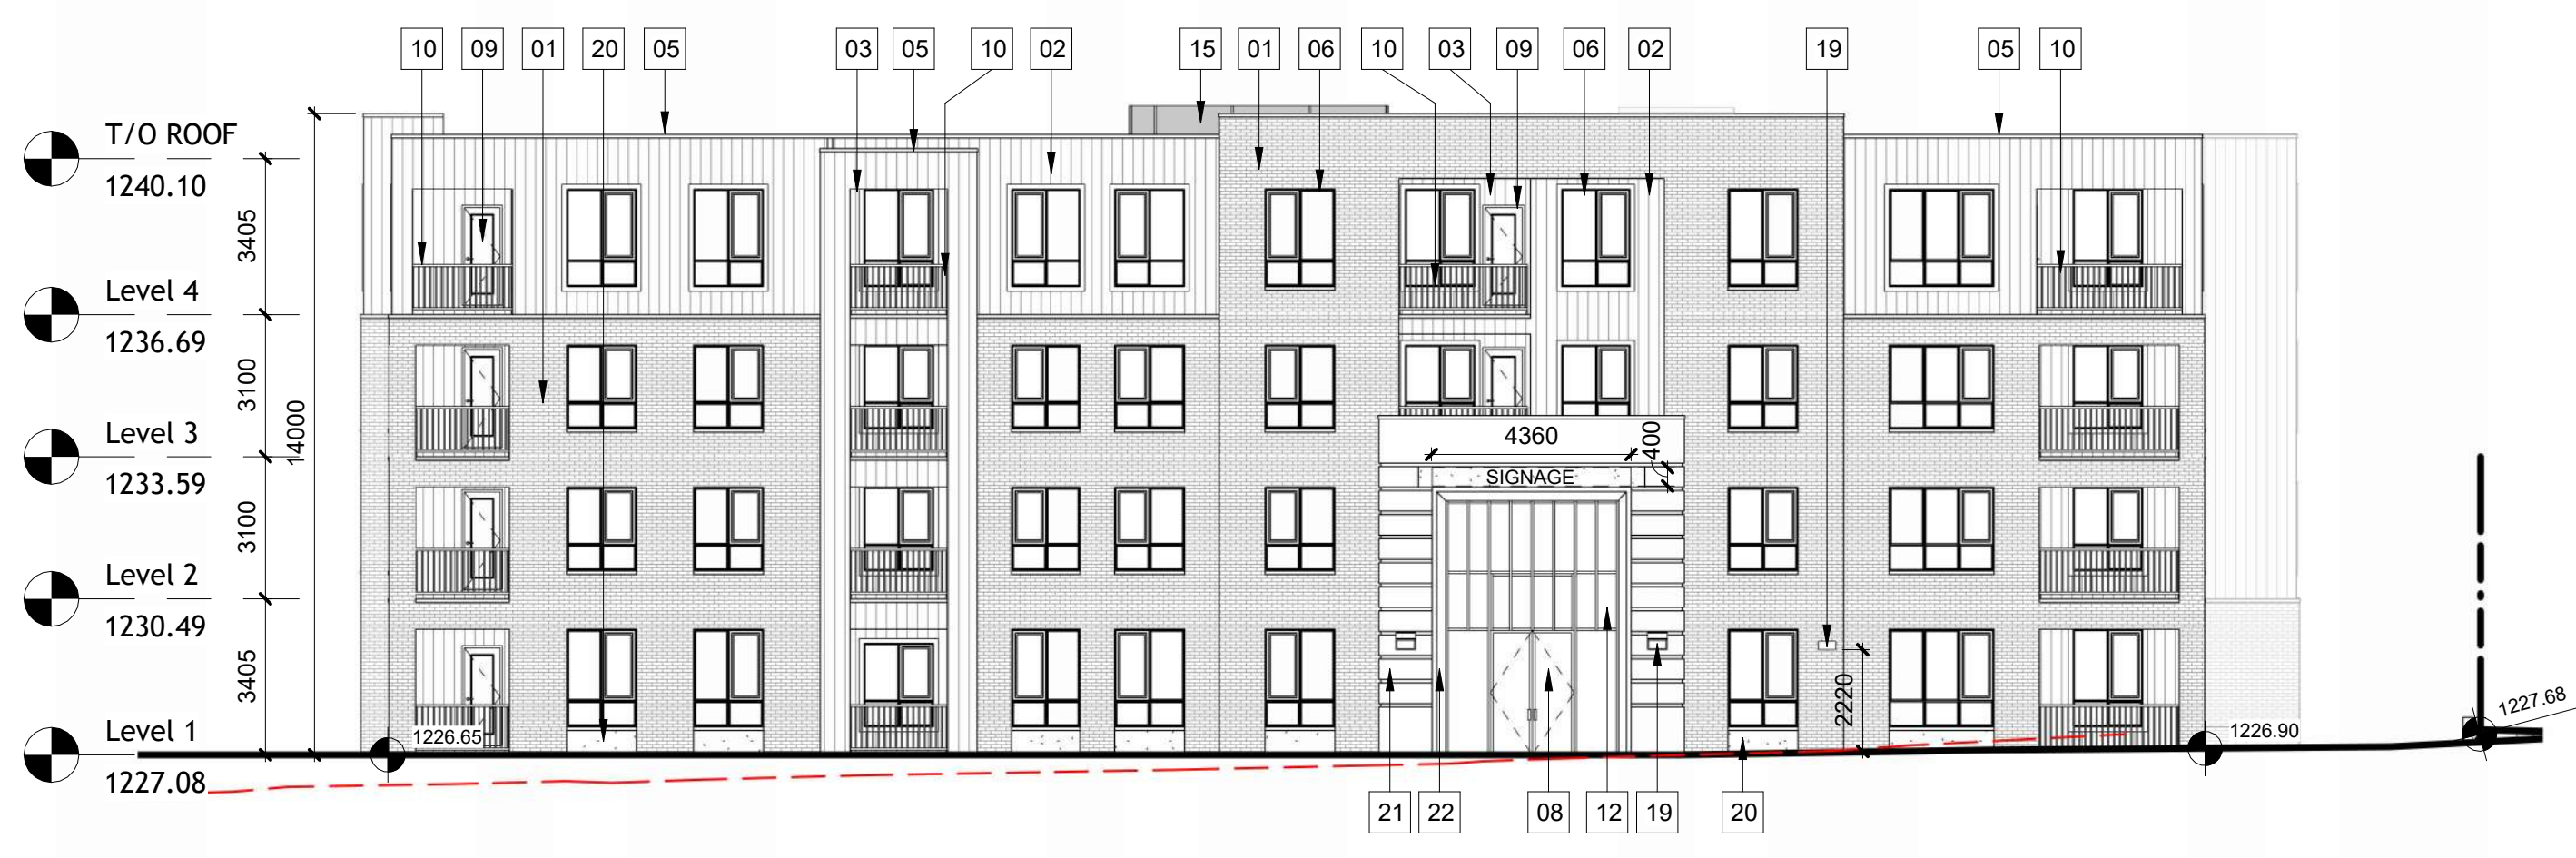 10 09 01 20 05 03 05 10 02 15 01 06 10 03 09 06 02 19 05 10
T/O ROOF
1240.10
3405
Level 4
1236.69
3100
14000
Level 3
1233.59
4360
400
SIGNAGE
3100
Level 2
1230.49
3405
2220
Level 1
1227.08
1226.65
1226.90
1227.68
21 22 08 12 19 20